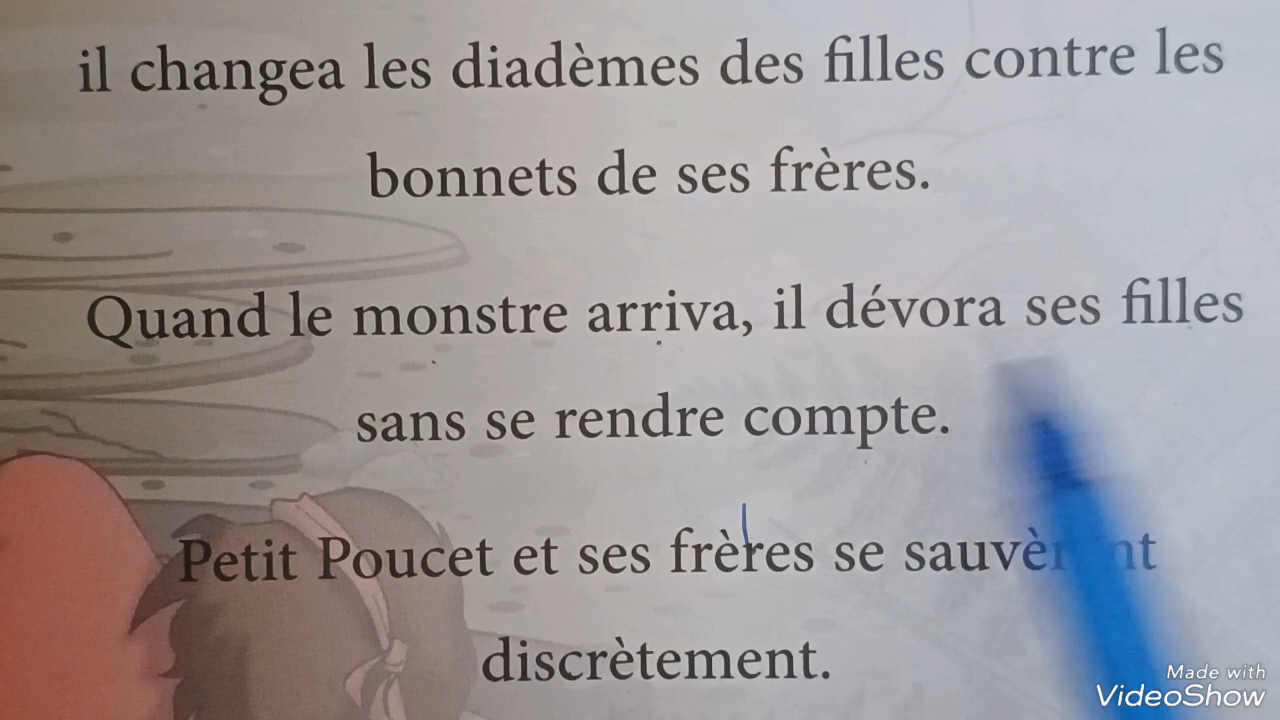 il changea les diadèmes des filles contre les
bonnets de ses frères.
Quand le monstre arriva, il dévora ses filles
sans se rendre compte.
Petit Poucet et ses frères se
discrètement.
Made with
VideoShow